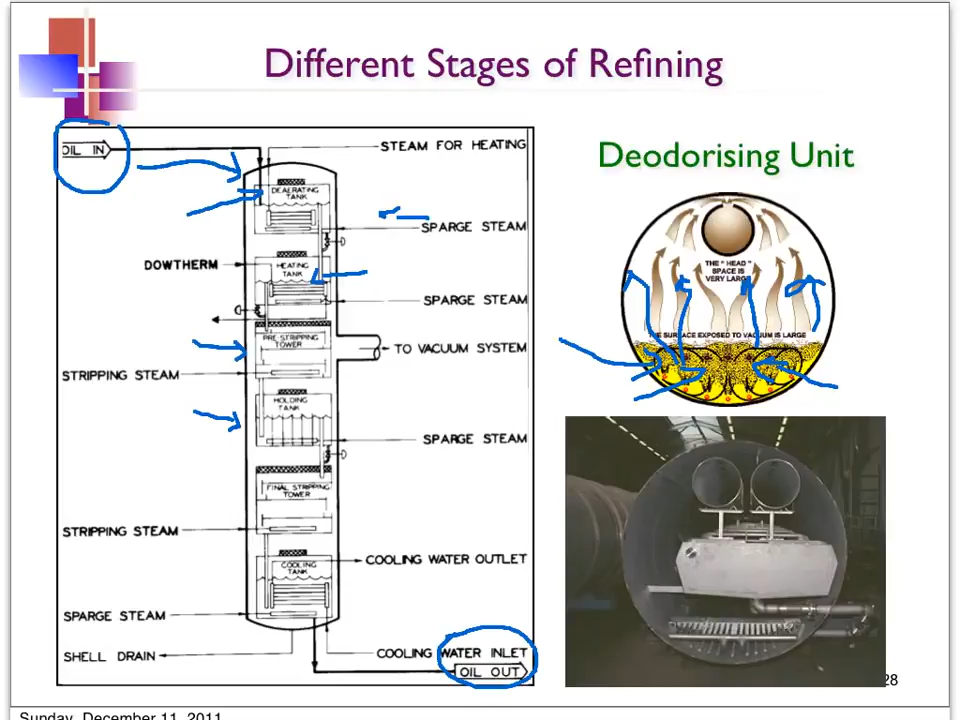 Different Stages of Refining
OIL IN
STEAM FOR HEATING
Deodorising Unit
DEAERATING
TANK
SPARGE STEAM
DOWTHERM
HEATING
TANK
THE " HEAD "
SPACE IS
VERY LARGE
SPARGE STEAM
THE SURFACE EXPOSED TO VACUUM IS LARGE
PRE-STRIPPING
TOWER
TO VACUUM SYSTEM
STRIPPING STEAM
HOLDING
TANK
SPARGE STEAM
FINAL STRIPPING
TOWER
STRIPPING STEAM
COOLING WATER OUTLET
COOLING
TANK
SPARGE STEAM
SHELL DRAIN
COOLING WATER INLET
OIL OUT
28
Sunday, December 11, 2011